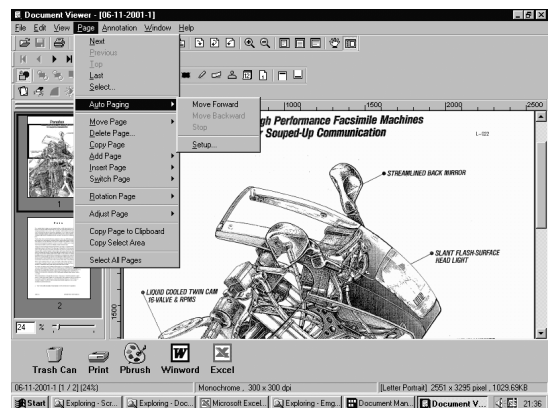 Document Viewer - [06-11-2001-1]
File Edit View Page Annotation Window Help
Next
Previous
Top
Last
Select...
Auto Paging
Move Forward
Move Backward
Stop
Setup...
Move Page
Delete Page...
Copy Page
Add Page
Insert Page
Switch Page
Rotation Page
Adjust Page
Copy Page to Clipboard
Copy Select Area
Select All Pages
1000 1500 2000 2500
gh Performance Facsimile Machines
r Souped-Up Communication
STREAMLINED BACK MIRROR
SLANT FLASH-SURFACE
HEAD LIGHT
LIQUID COOLED TWIN CAM
16-VALVE & RPMS
1
2
1500
24 %
Trash Can Print Pbrush Winword Excel
06-11-2001-1 [1 / 2] (24%) Monochrome , 300 x 300 dpi [Letter Portrait] 2551 x 3295 pixel , 1029.69KB
Start Exploring - Scr... Exploring - Doc... Microsoft Excel... Exploring - Emg... Document Man... Document V... 21:36